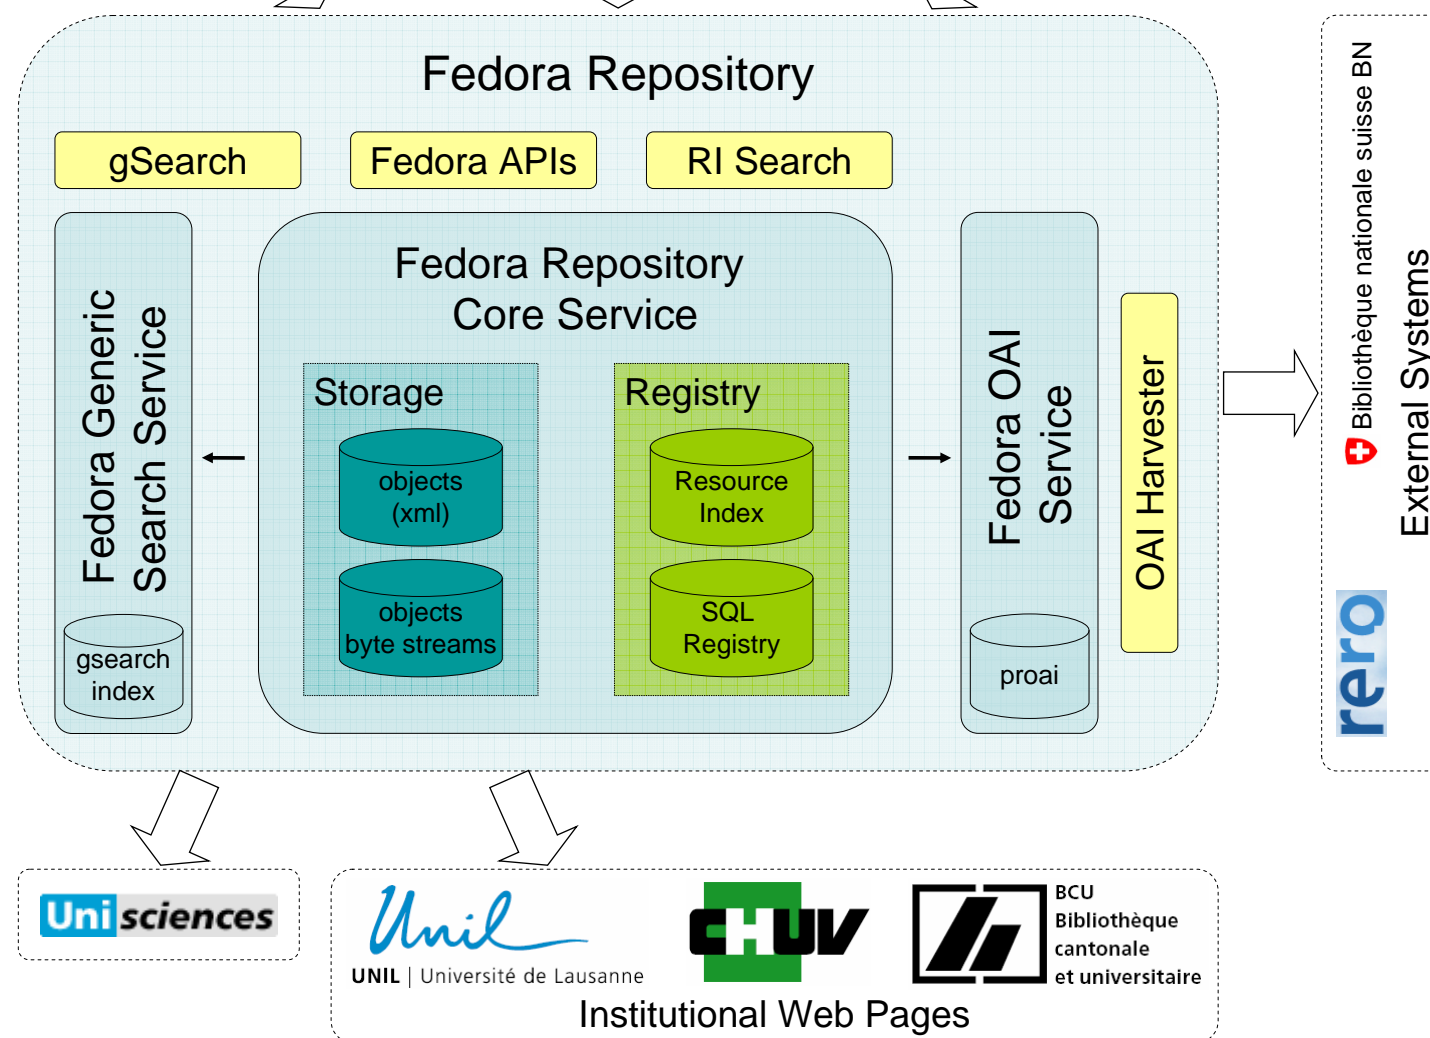 Fedora Repository
gSearch
Fedora APIs
RI Search
Fedora Generic
Search Service
gsearch
index
Fedora Repository
Core Service
Storage
objects
(xml)
objects
byte streams
Registry
Resource
Index
SQL
Registry
Fedora OAI
Service
proai
OAI Harvester
Bibliothèque nationale suisse BN
External Systems
rero
Uni sciences
Unil
UNIL | Université de Lausanne
CHUV
BCU
Bibliothèque
cantonale
et universitaire
Institutional Web Pages